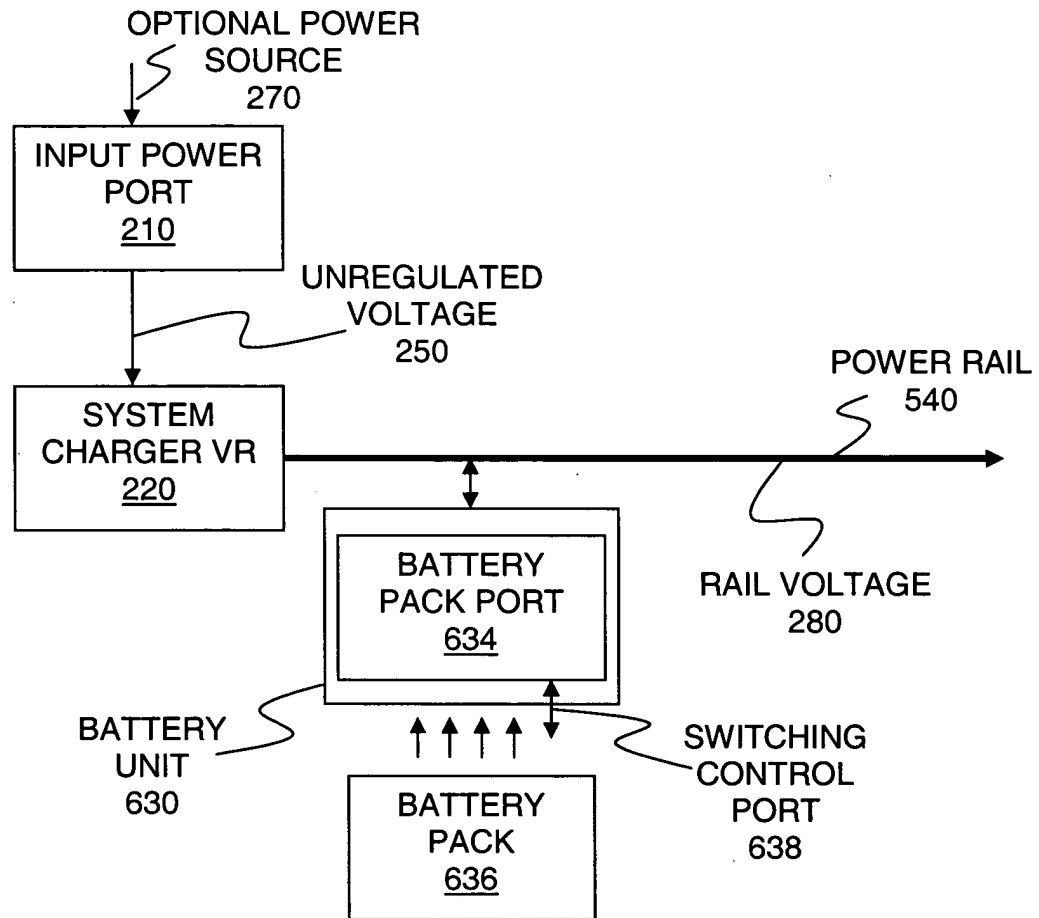 OPTIONAL POWER
SOURCE
270
INPUT POWER
PORT
210
UNREGULATED
VOLTAGE
250
POWER RAIL
540
SYSTEM
CHARGER VR
220
BATTERY
PACK PORT
634
RAIL VOLTAGE
280
BATTERY
UNIT
630
SWITCHING
CONTROL
PORT
638
BATTERY
PACK
636